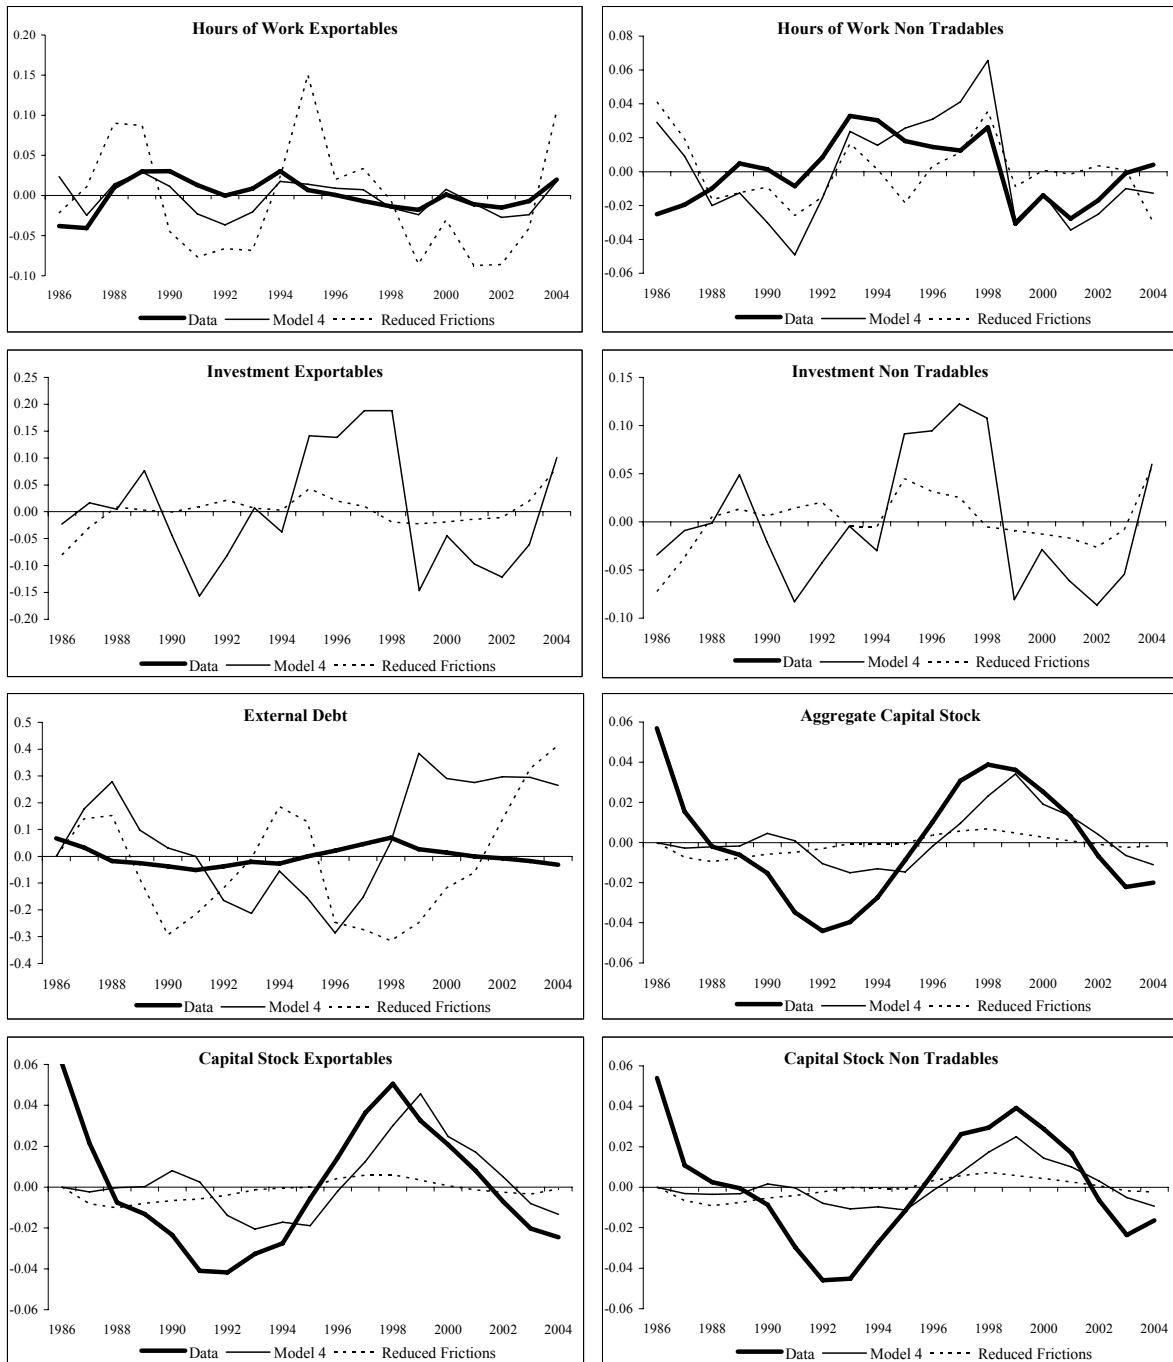 Hours of Work Exportables
0.20
0.15
0.10
0.05
0.00
-0.05
-0.10
1986 1988 1990 1992 1994 1996 1998 2000 2002 2004
Data Model 4 Reduced Frictions
Hours of Work Non Tradables
0.08
0.06
0.04
0.02
0.00
-0.02
-0.04
-0.06
1986 1988 1990 1992 1994 1996 1998 2000 2002 2004
Data Model 4 Reduced Frictions
Investment Exportables
0.25
0.20
0.15
0.10
0.05
0.00
-0.05
-0.10
-0.15
-0.20
1986 1988 1990 1992 1994 1996 1998 2000 2002 2004
Data Model 4 Reduced Frictions
Investment Non Tradables
0.15
0.10
0.05
0.00
-0.05
-0.10
1986 1988 1990 1992 1994 1996 1998 2000 2002 2004
Data Model 4 Reduced Frictions
External Debt
0.5
0.4
0.3
0.2
0.1
0.0
-0.1
-0.2
-0.3
-0.4
1986 1988 1990 1992 1994 1996 1998 2000 2002 2004
Data Model 4 Reduced Frictions
Aggregate Capital Stock
0.06
0.04
0.02
0.00
-0.02
-0.04
-0.06
1986 1988 1990 1992 1994 1996 1998 2000 2002 2004
Data Model 4 Reduced Frictions
Capital Stock Exportables
0.06
0.04
0.02
0.00
-0.02
-0.04
-0.06
1986 1988 1990 1992 1994 1996 1998 2000 2002 2004
Data Model 4 Reduced Frictions
Capital Stock Non Tradables
0.06
0.04
0.02
0.00
-0.02
-0.04
-0.06
1986 1988 1990 1992 1994 1996 1998 2000 2002 2004
Data Model 4 Reduced Frictions